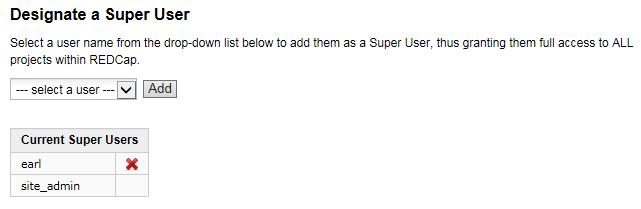 Designate a Super User
Select a user name from the drop-down list below to add them as a Super User, thus granting them full access to ALL
projects within REDCap.
--- select a user --- Add
Current Super Users
earl
site_admin